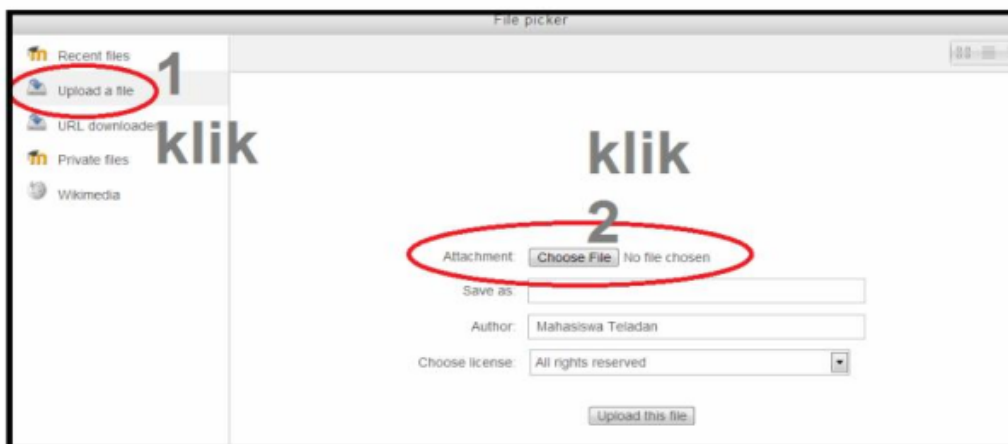 File picker
Recent files
Upload a file
URL downloader
Private files
Wikimedia
1
klik
klik
2
Attachment: Choose File No file chosen
Save as:
Author: Mahasiswa Teladan
Choose license: All rights reserved
Upload this file